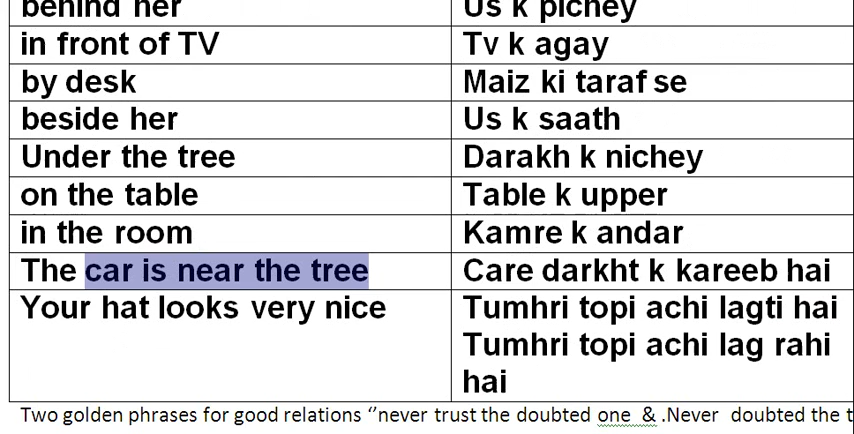 behind her Us k pichey
in front of TV Tv k agay
by desk Maiz ki taraf se
beside her Us k saath
Under the tree Darakh k nichey
on the table Table k upper
in the room Kamre k andar
The car is near the tree Care darkht k kareeb hai
Your hat looks very nice Tumhri topi achi lagti hai
Tumhri topi achi lag rahi
hai
Two golden phrases for good relations “never trust the doubted one & .Never doubted the t